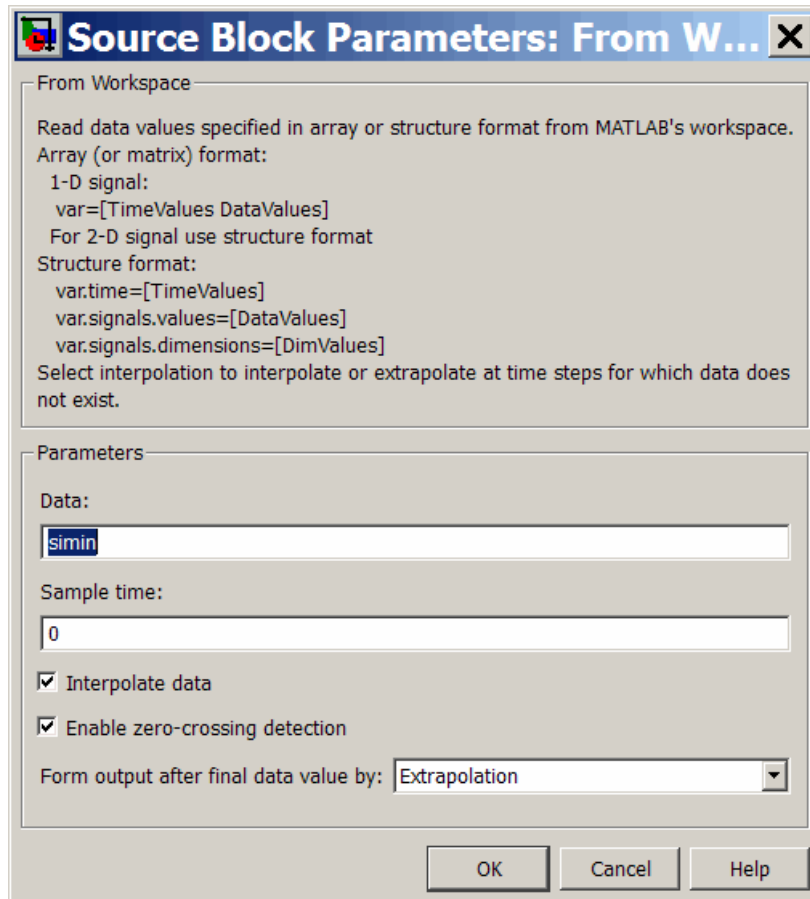 Source Block Parameters: From W...
From Workspace
Read data values specified in array or structure format from MATLAB's workspace.
Array (or matrix) format:
1-D signal:
var=[TimeValues DataValues]
For 2-D signal use structure format
Structure format:
var.time=[TimeValues]
var.signals.values=[DataValues]
var.signals.dimensions=[DimValues]
Select interpolation to interpolate or extrapolate at time steps for which data does
not exist.
Parameters
Data:
simin
Sample time:
0
Interpolate data
Enable zero-crossing detection
Form output after final data value by: Extrapolation
OK Cancel Help